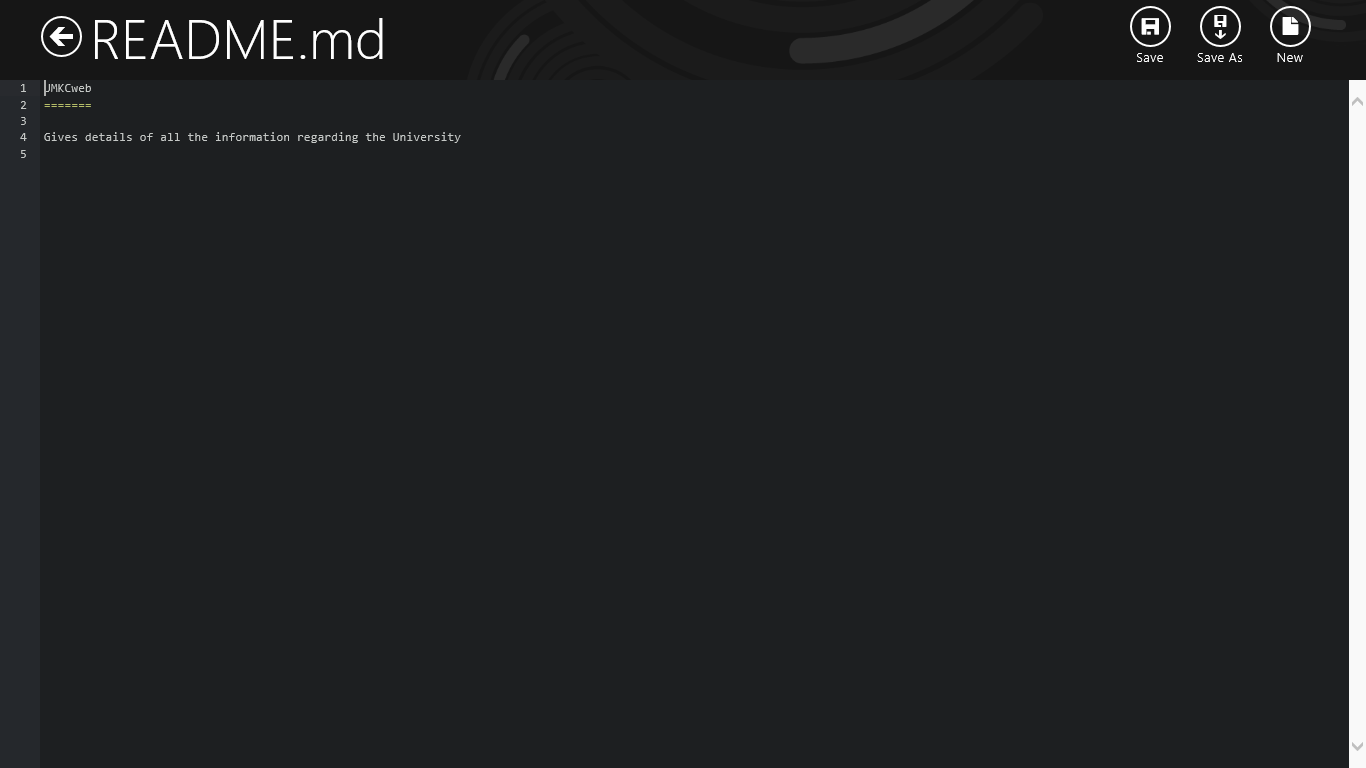 README.md
Save
Save As
New
1 UMKCweb
2 =======
3
4 Gives details of all the information regarding the University
5